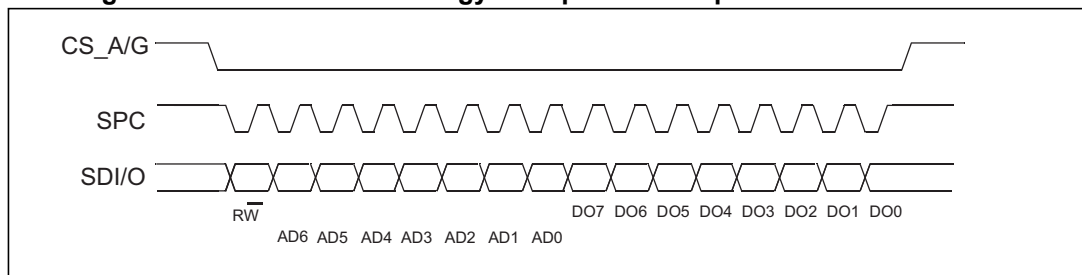 CS_A/G
SPC
SDI/O
RW
DO7 DO6 DO5 DO4 DO3 DO2 DO1 DO0
AD6 AD5 AD4 AD3 AD2 AD1 AD0